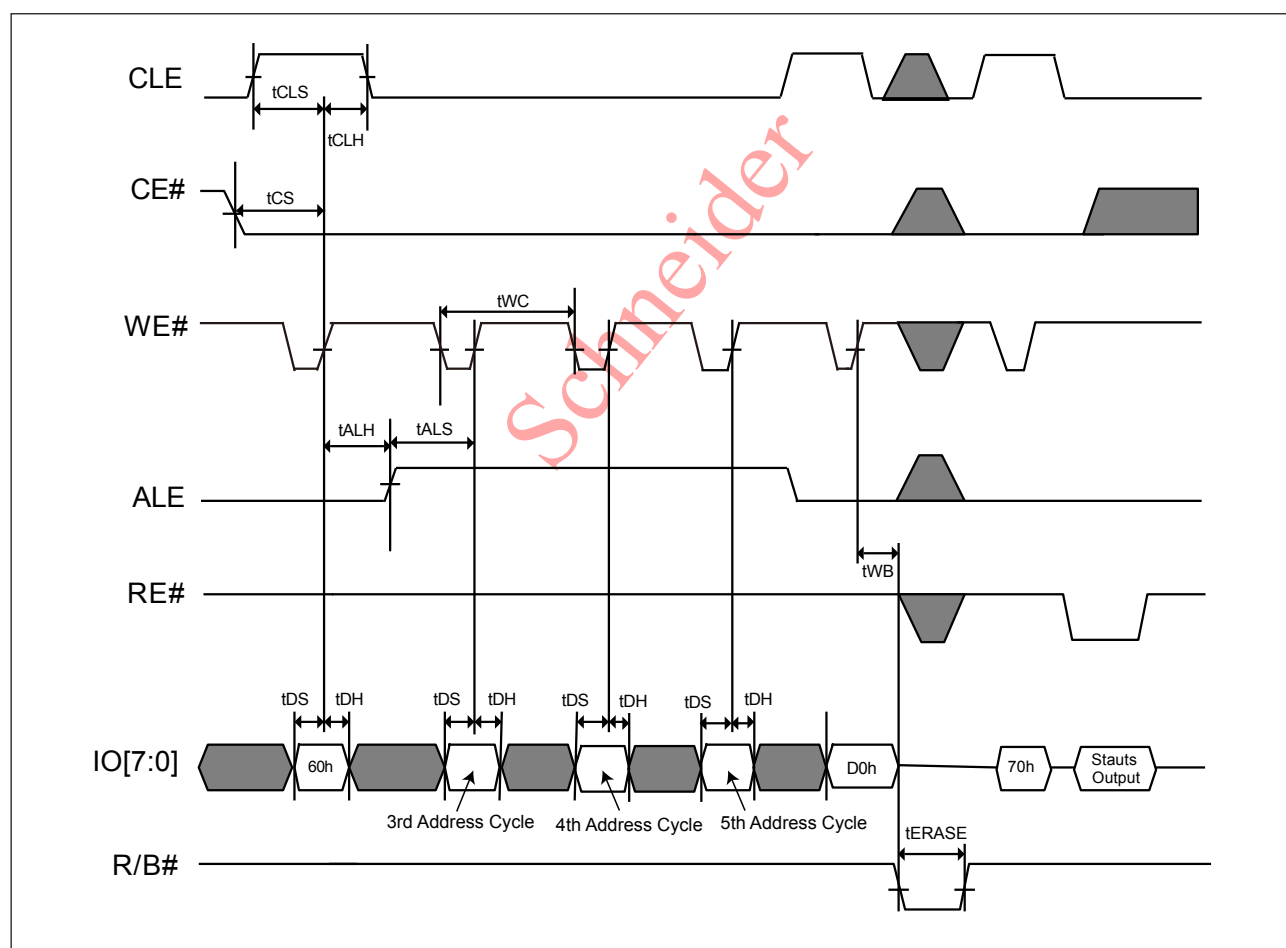 CLE
tCLS
tCLH
CE#
tCS
WE#
tWC
tALH
tALS
ALE
tWB
RE#
tDS
tDH
tDS
tDH
tDS
tDH
tDS
tDH
IO[7:0]
60h
D0h
70h
Stauts
Output
3rd Address Cycle
4th Address Cycle
5th Address Cycle
tERASE
R/B#
Schneider